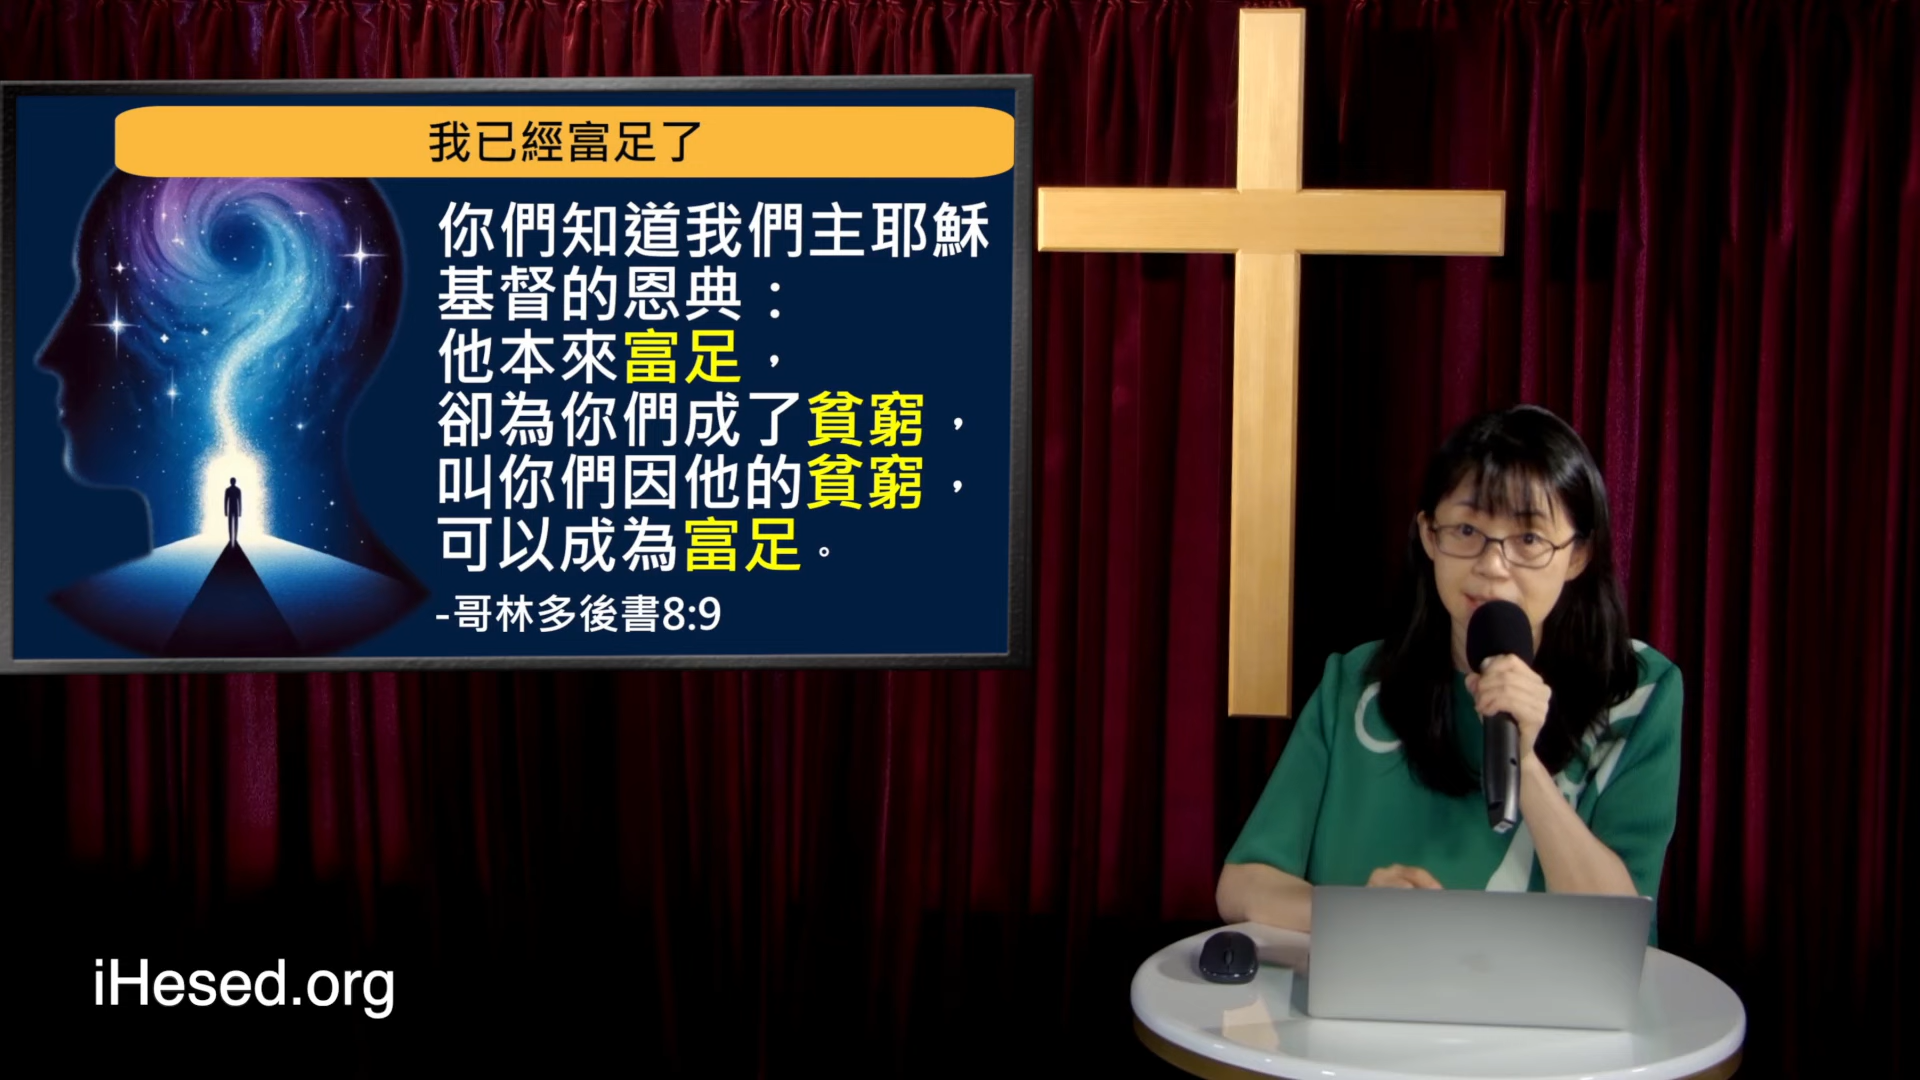 我已經富足了
你們知道我們主耶穌
基督的恩典：
他本來富足，
卻為你們成了貧窮，
叫你們因他的貧窮，
可以成為富足。
-哥林多後書8:9
iHesed.org